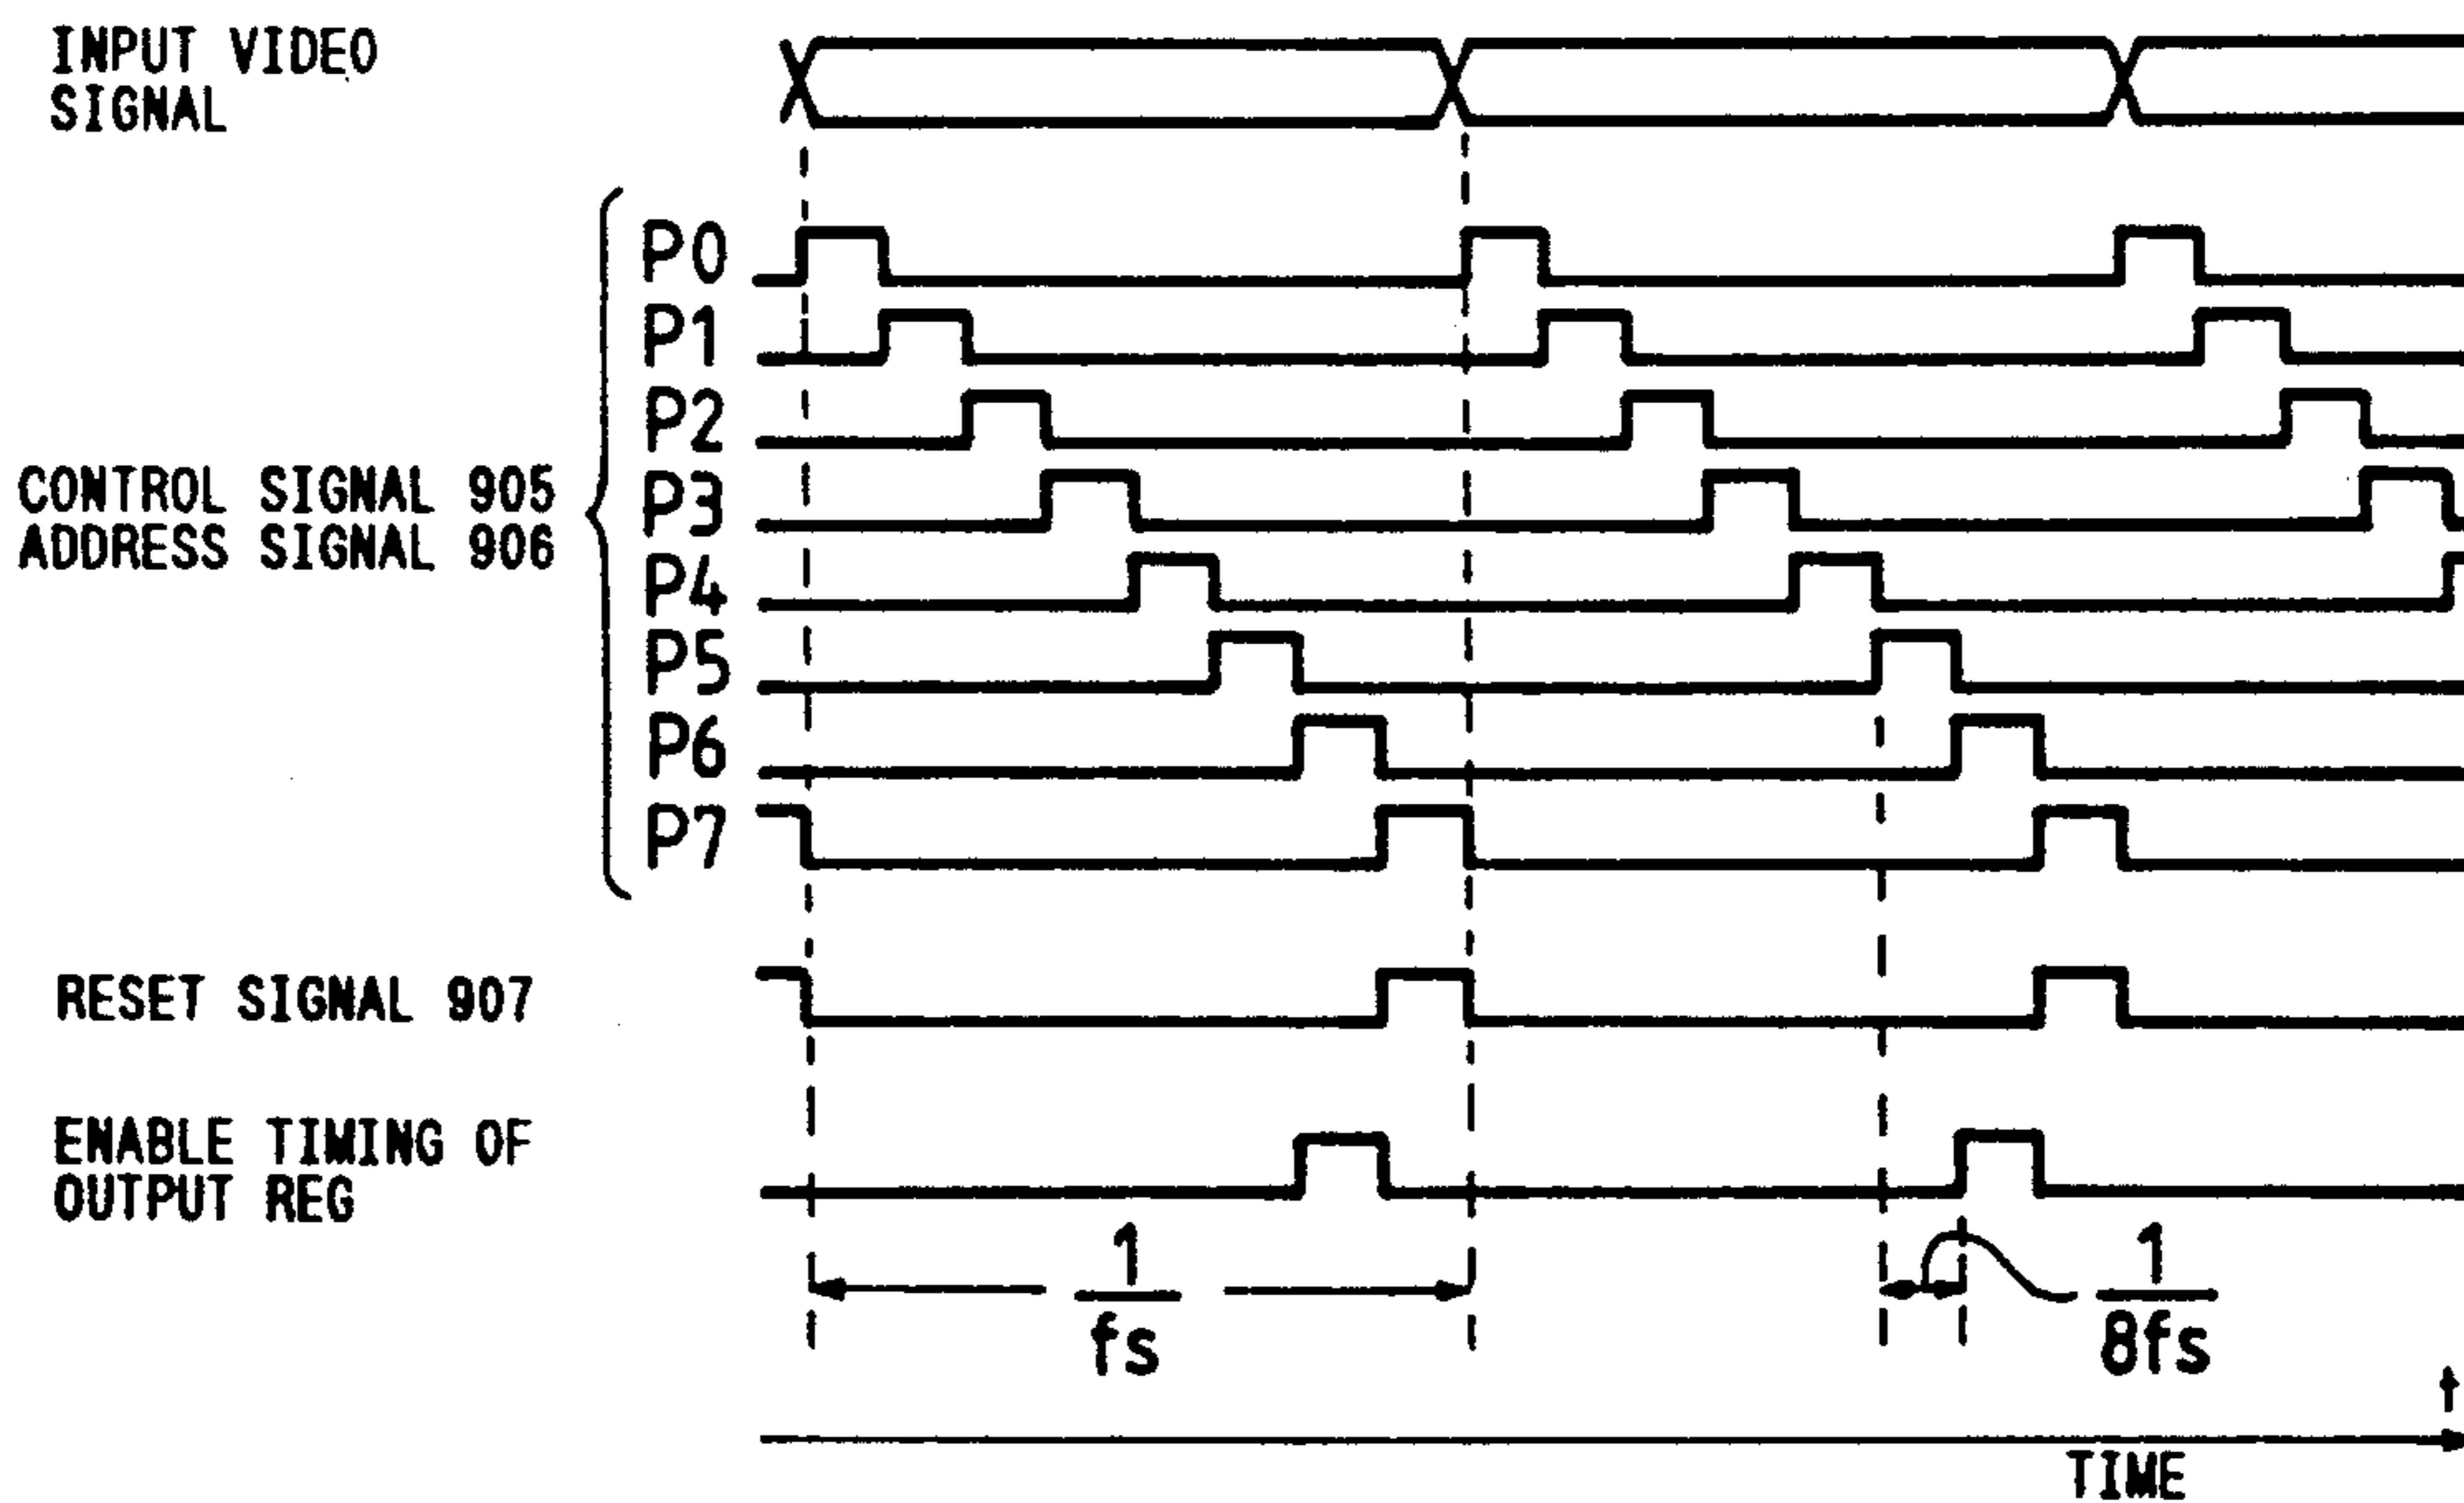 INPUT VIDEO
SIGNAL
P0
P1
P2
CONTROL SIGNAL 905
ADDRESS SIGNAL 906
P3
P4
P5
P6
P7
RESET SIGNAL 907
ENABLE TIMING OF
OUTPUT REG
1
fs
1
8fs
t
TIME